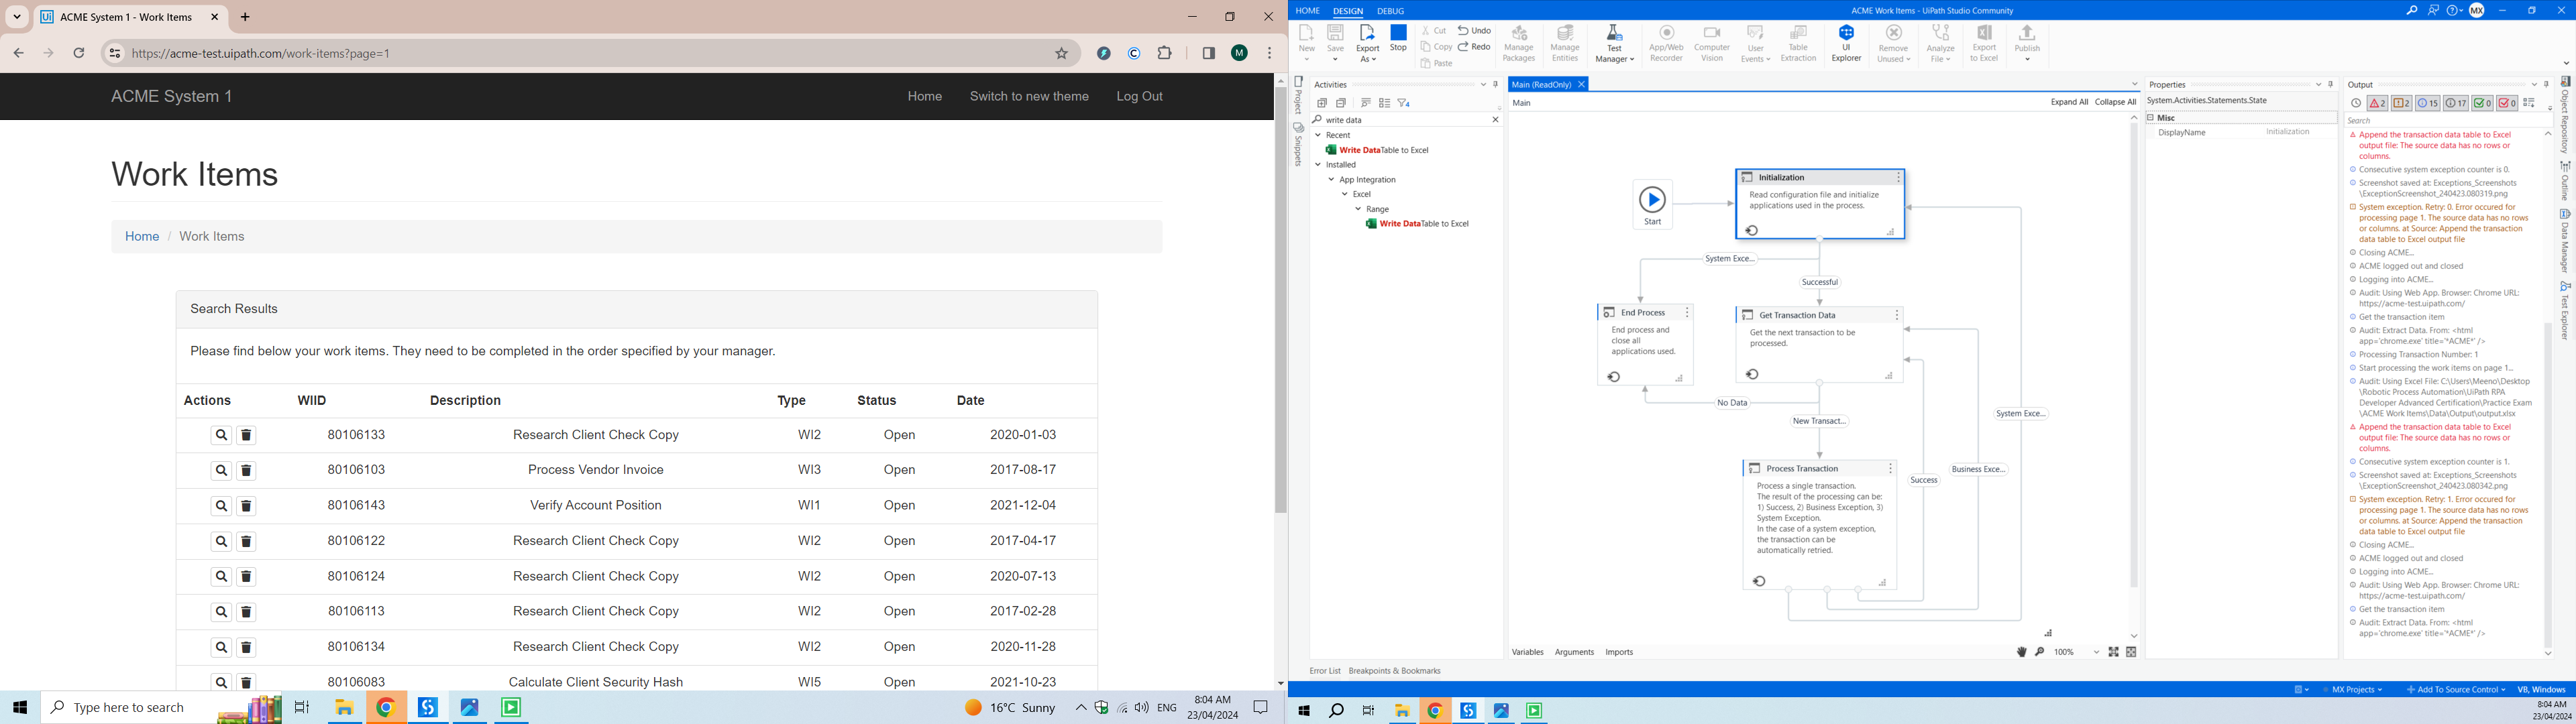 ACME System 1 - Work Items
https://acme-test.uipath.com/work-items?page=1
M
ACME System 1
Home
Switch to new theme
Log Out
Work Items
Home / Work Items
Search Results
Please find below your work items. They need to be completed in the order specified by your manager.
Actions WIID Description Type Status Date
80106133 Research Client Check Copy WI2 Open 2020-01-03
80106103 Process Vendor Invoice WI3 Open 2017-08-17
80106143 Verify Account Position WI1 Open 2021-12-04
80106122 Research Client Check Copy WI2 Open 2017-04-17
80106124 Research Client Check Copy WI2 Open 2020-07-13
80106113 Research Client Check Copy WI2 Open 2017-02-28
80106134 Research Client Check Copy WI2 Open 2020-11-28
80106083 Calculate Client Security Hash WI5 Open 2021-10-23
Type here to search
16°C Sunny
ENG
8:04 AM
23/04/2024
HOME DESIGN DEBUG
ACME Work Items - UiPath Studio Community
MX
New
Save
Export
As
Stop
Cut
Copy
Paste
Undo
Redo
Manage
Packages
Manage
Entities
Test
Manager
App/Web
Recorder
Computer
Vision
User
Events
Table
Extraction
UI
Explorer
Remove
Unused
Analyze
File
Export
to Excel
Publish
Project
Snippets
Activities
write data
Recent
Write DataTable to Excel
Installed
App Integration
Excel
Range
Write DataTable to Excel
Main (ReadOnly)
Main
Expand All Collapse All
Start
Initialization
Read configuration file and initialize
applications used in the process.
System Exce...
Successful
End Process
End process and
close all
applications used.
Get Transaction Data
Get the next transaction to be
processed.
No Data
New Transact...
System Exce...
Business Exce...
Success
Process Transaction
Process a single transaction.
The result of the processing can be:
1) Success, 2) Business Exception, 3)
System Exception.
In the case of a system exception,
the transaction can be
automatically retried.
Variables Arguments Imports
100%
Error List Breakpoints & Bookmarks
Properties
System.Activities.Statements.State
Misc
DisplayName Initialization
Output
2 2 15 17 0 0
Search
Append the transaction data table to Excel
output file: The source data has no rows or
columns.
Consecutive system exception counter is 0.
Screenshot saved at: Exceptions_Screenshots
\ExceptionScreenshot_240423.080319.png
System exception. Retry: 0. Error occured for
processing page 1. The source data has no rows
or columns. at Source: Append the transaction
data table to Excel output file
Closing ACME...
ACME logged out and closed
Logging into ACME...
Audit: Using Web App. Browser: Chrome URL:
https://acme-test.uipath.com/
Get the transaction item
Audit: Extract Data. From: <html
app='chrome.exe' title='*ACME*' />
Processing Transaction Number: 1
Start processing the work items on page 1...
Audit: Using Excel File: C:\Users\Meeno\Desktop
\Robotic Process Automation\UiPath RPA
Developer Advanced Certification\Practice Exam
\ACME Work Items\Data\Output\output.xlsx
Append the transaction data table to Excel
output file: The source data has no rows or
columns.
Consecutive system exception counter is 1.
Screenshot saved at: Exceptions_Screenshots
\ExceptionScreenshot_240423.080342.png
System exception. Retry: 1. Error occured for
processing page 1. The source data has no rows
or columns. at Source: Append the transaction
data table to Excel output file
Closing ACME...
ACME logged out and closed
Logging into ACME...
Audit: Using Web App. Browser: Chrome URL:
https://acme-test.uipath.com/
Get the transaction item
Audit: Extract Data. From: <html
app='chrome.exe' title='*ACME*' />
Object Repository
Outline
Data Manager
Test Explorer
MX Projects
Add To Source Control
VB, Windows
8:04 AM
23/04/2024